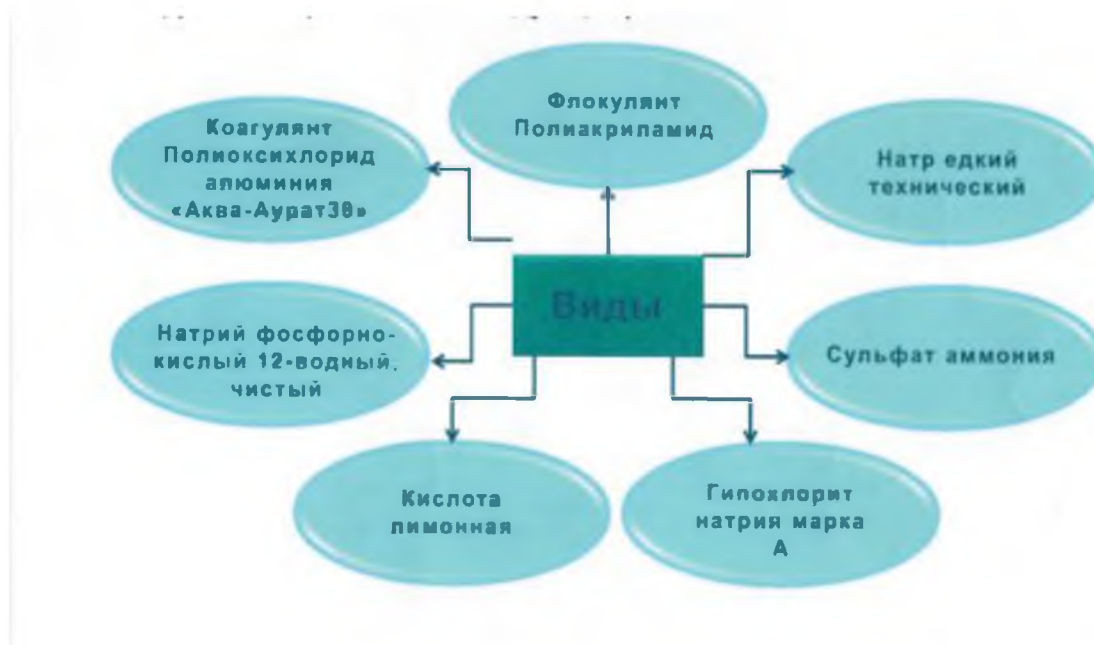 Флокулянт
Полиакриламид
Коагулянт
Полиоксихлорид
алюминия
«Аква-Аурат30»
Натр едкий
технический
Виды
Натрий фосфорно-
кислый 12-водный,
чистый
Сульфат аммония
Кислота
лимонная
Гипохлорит
натрия марка
А